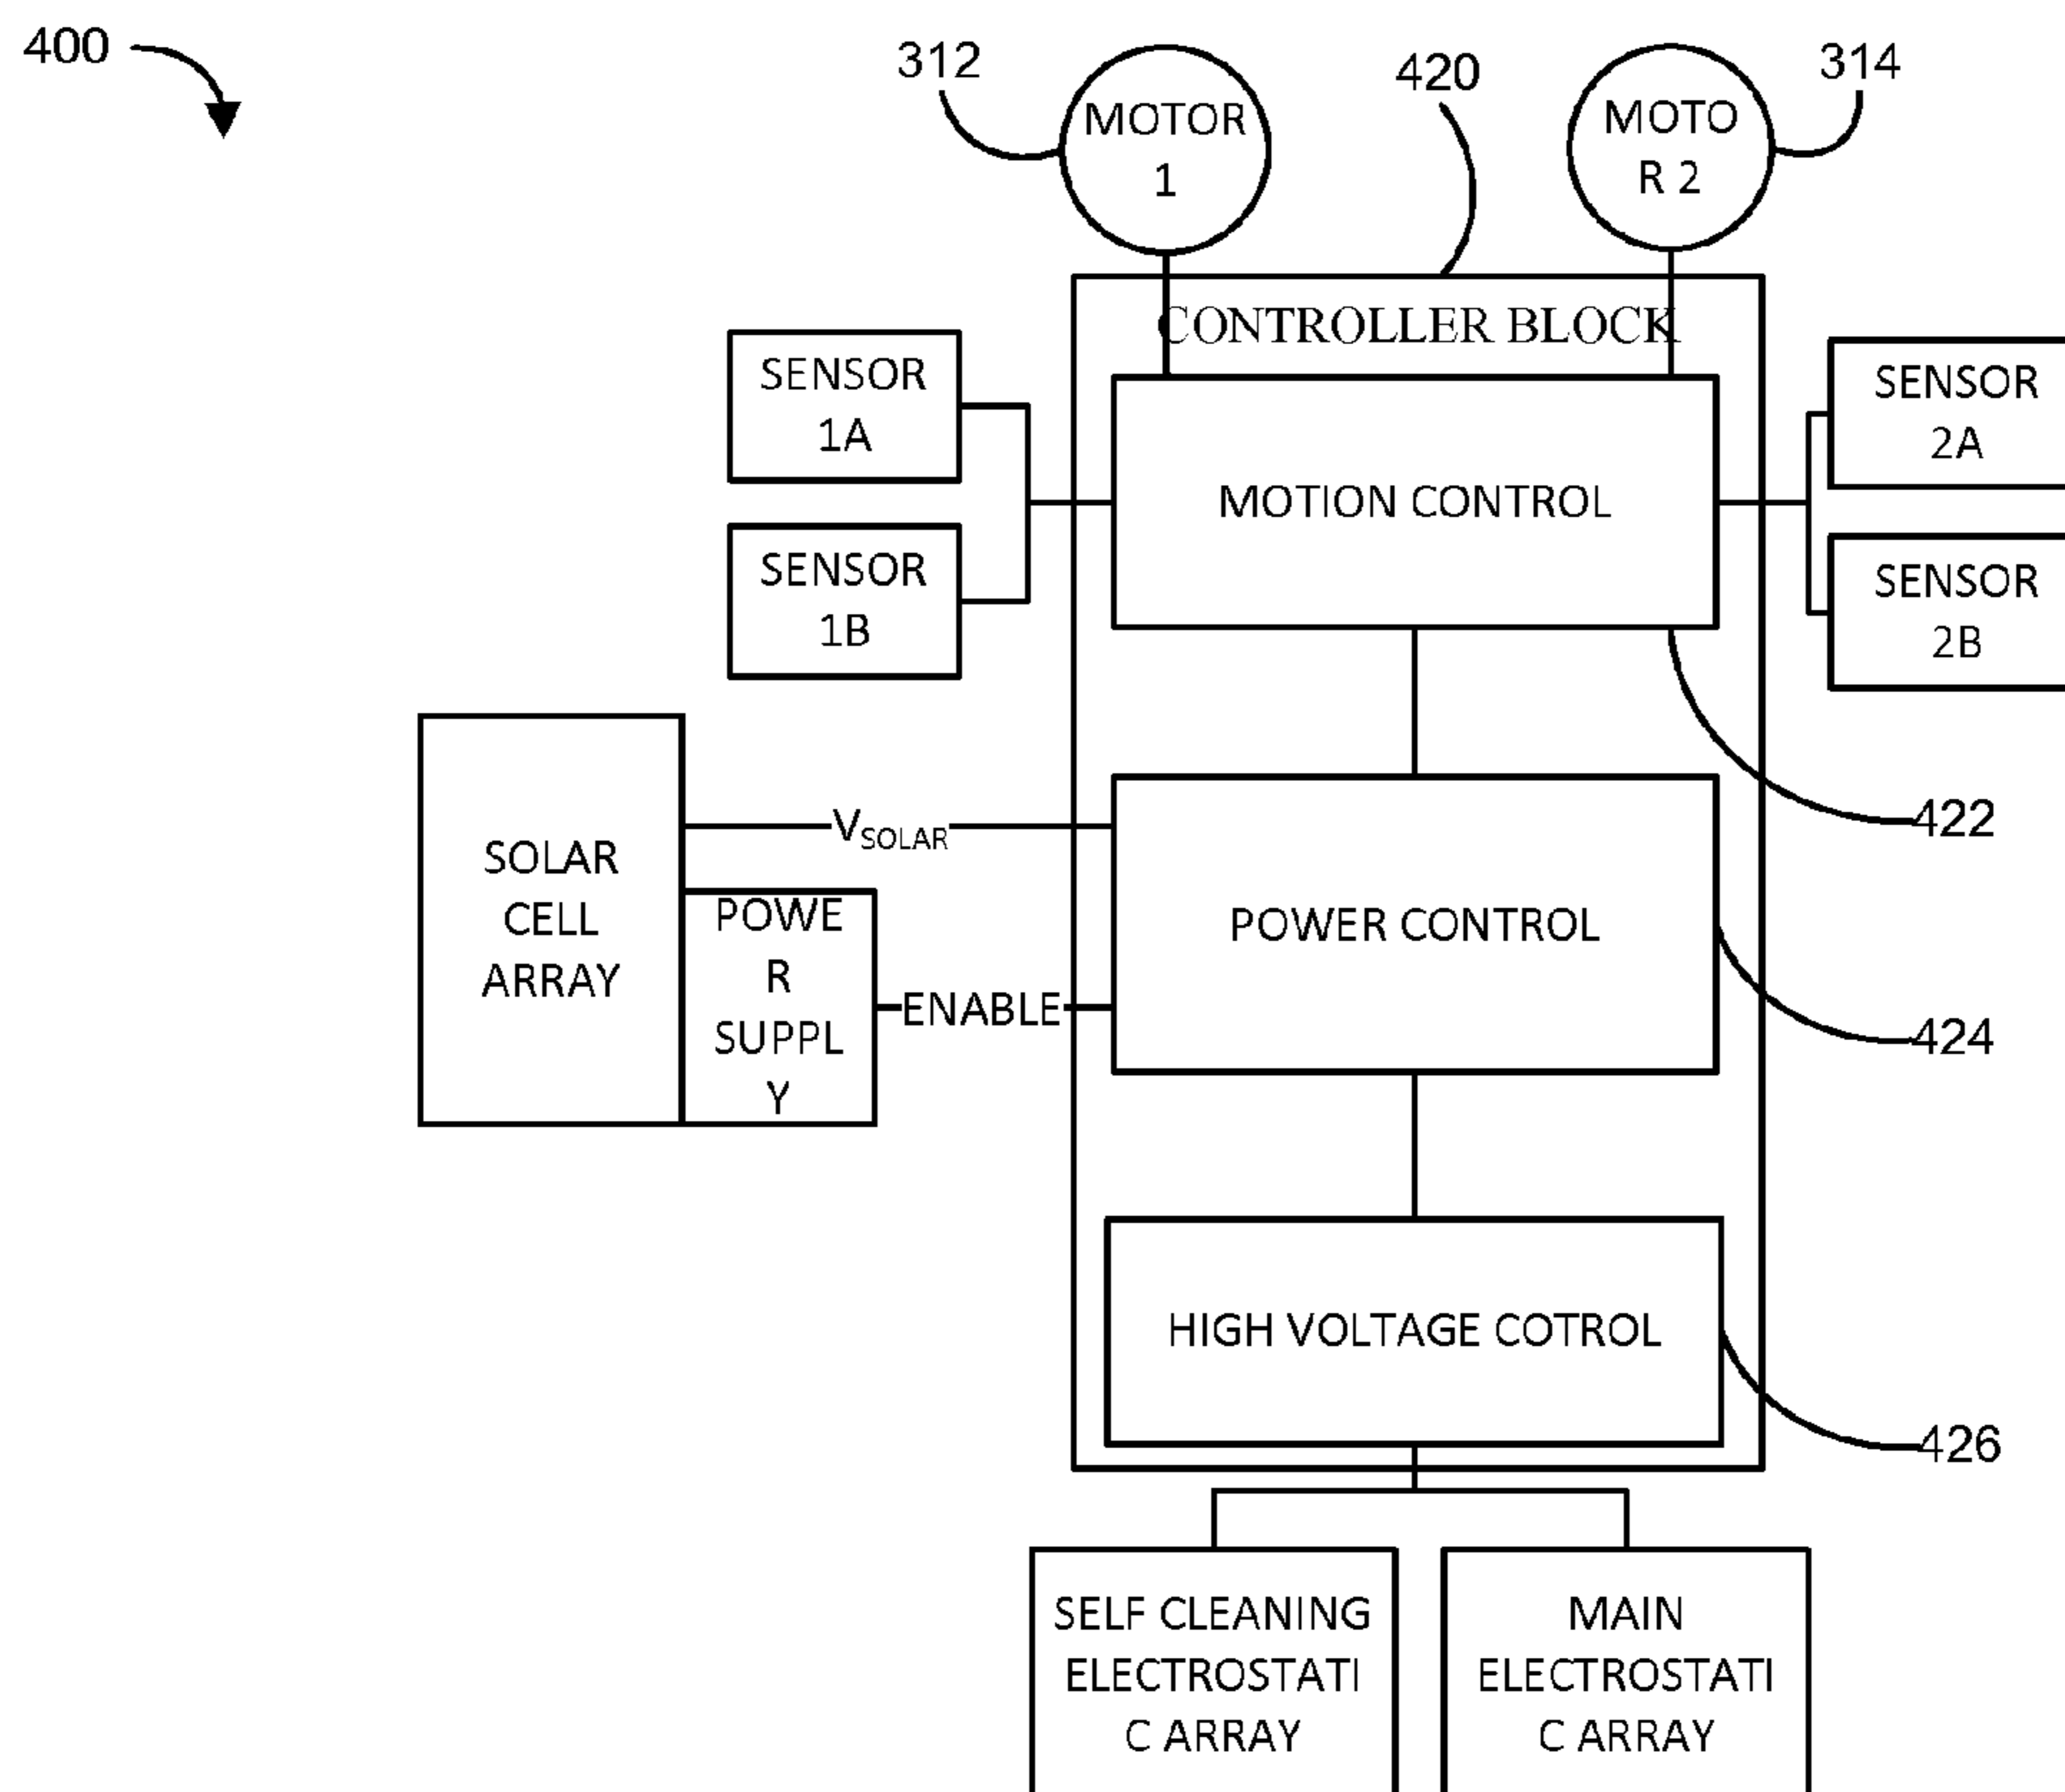 400
312
420
314
MOTOR
1
MOTO
R 2
CONTROLLER BLOCK
SENSOR
1A
SENSOR
2A
MOTION CONTROL
SENSOR
1B
SENSOR
2B
422
VSOLAR
SOLAR
CELL
ARRAY
POWE
R
SUPPL
Y
ENABLE
POWER CONTROL
424
HIGH VOLTAGE COTROL
426
SELF CLEANING
ELECTROSTATI
C ARRAY
MAIN
ELECTROSTATI
C ARRAY